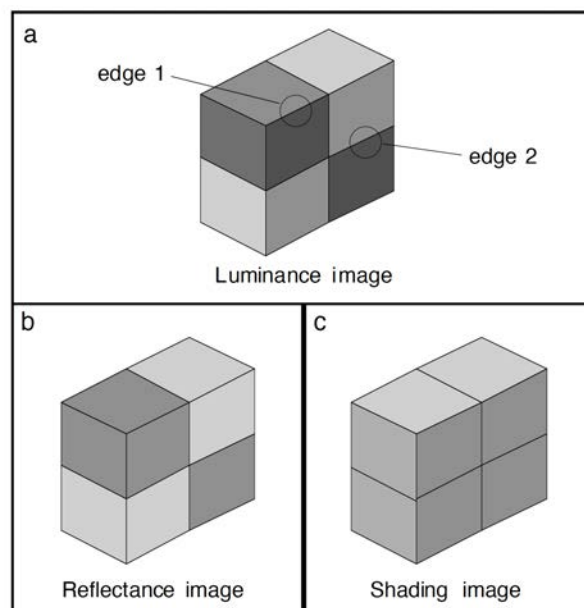 a
edge 1
edge 2
Luminance image
b
Reflectance image
c
Shading image